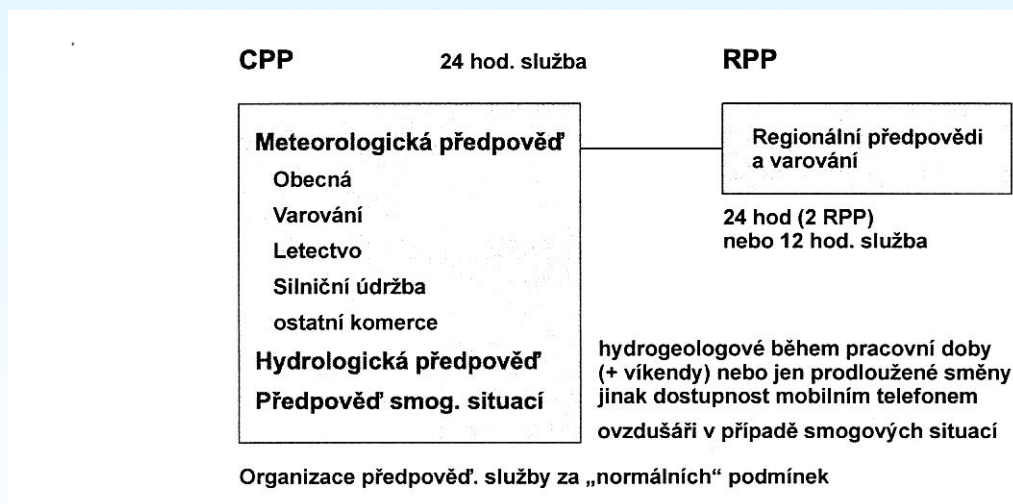 CPP 24 hod. služba RPP
Meteorologická předpověď
Obecná
Varování
Letectvo
Silniční údržba
ostatní komerce
Hydrologická předpověď
Předpověď smog. situací
Regionální předpovědi
a varování
24 hod (2 RPP)
nebo 12 hod. služba
hydrogeologové během pracovní doby
(+ víkendy) nebo jen prodloužené směny
jinak dostupnost mobilním telefonem
ovzdušáři v případě smogových situací
Organizace předpověď. služby za „normálních“ podmínek